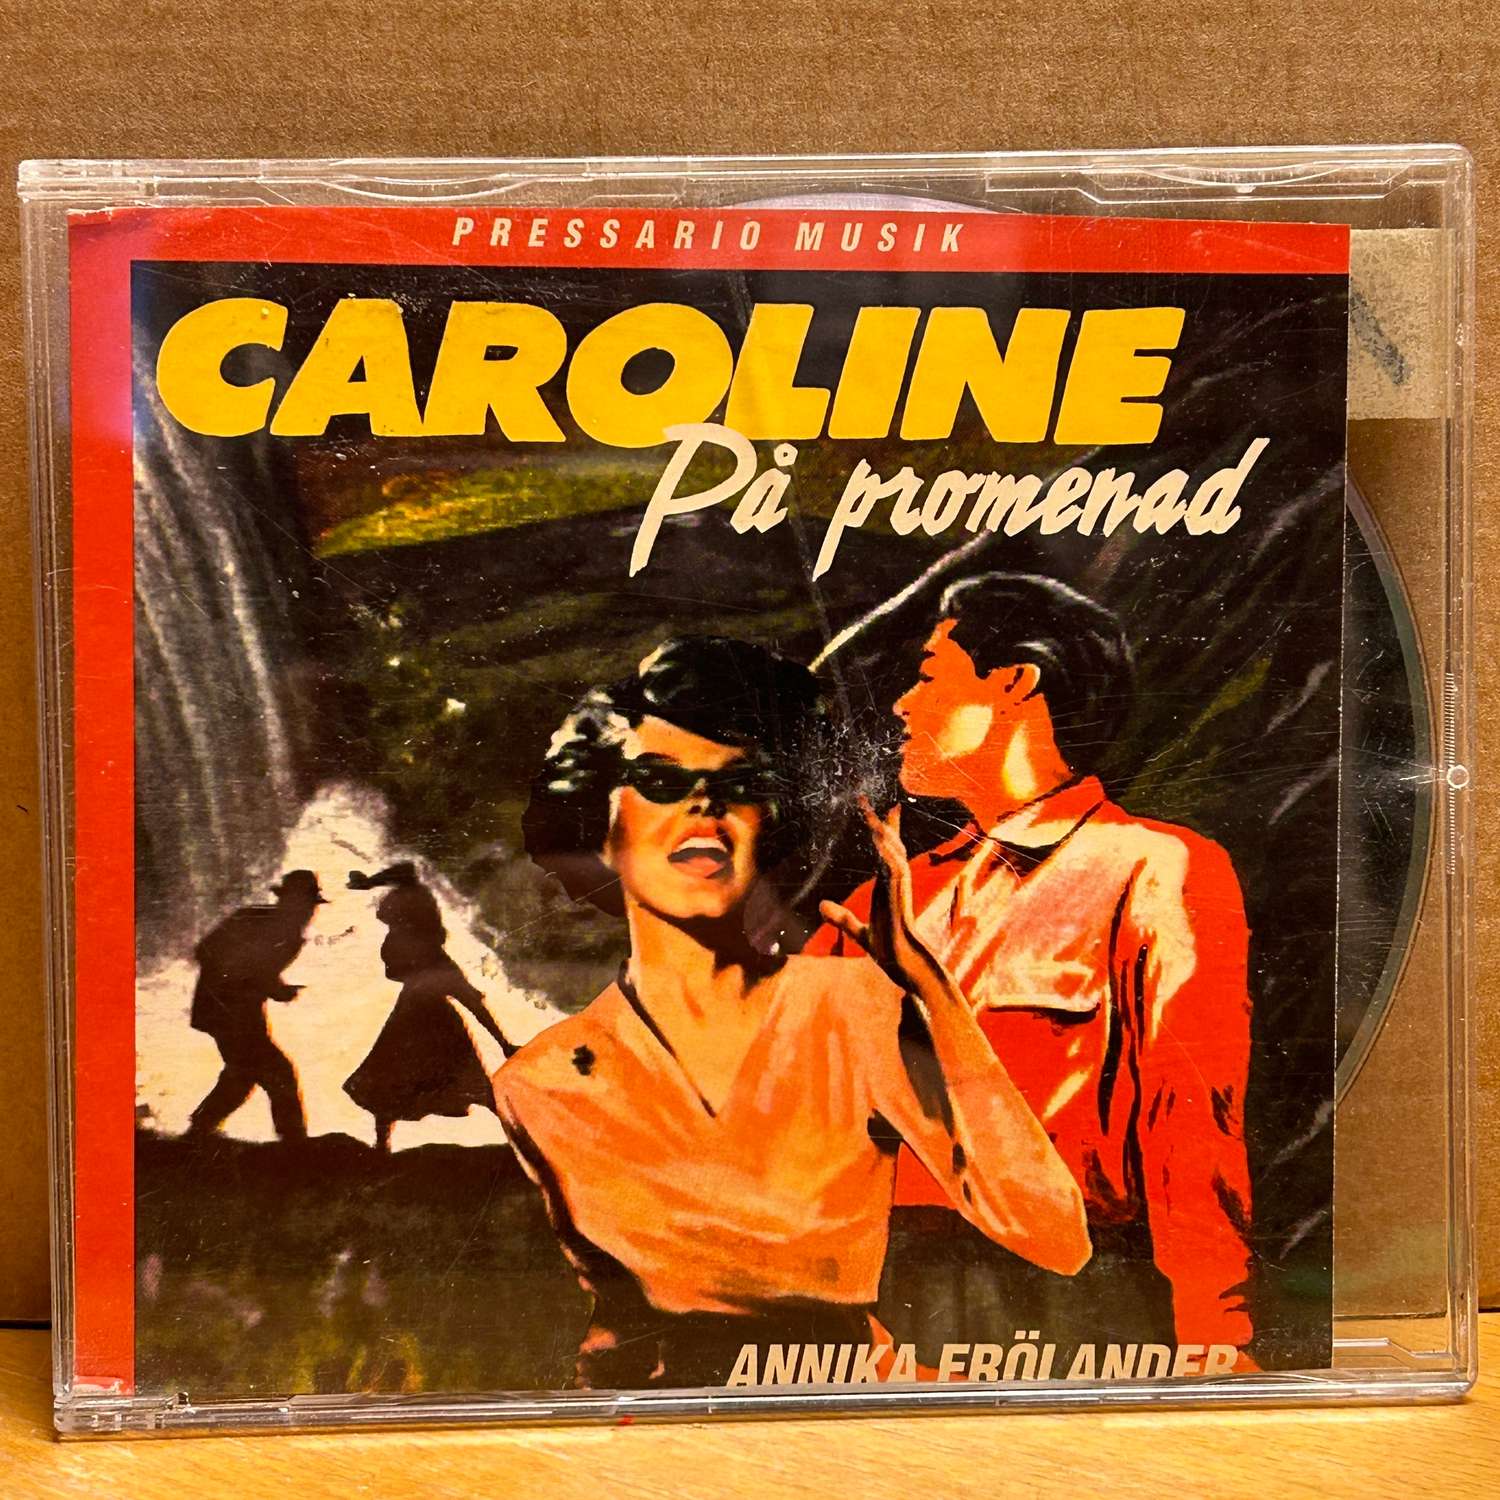 PRESSARIO MUSIK
CAROLINE
På promenad
ANNIKA FRÖLANDER